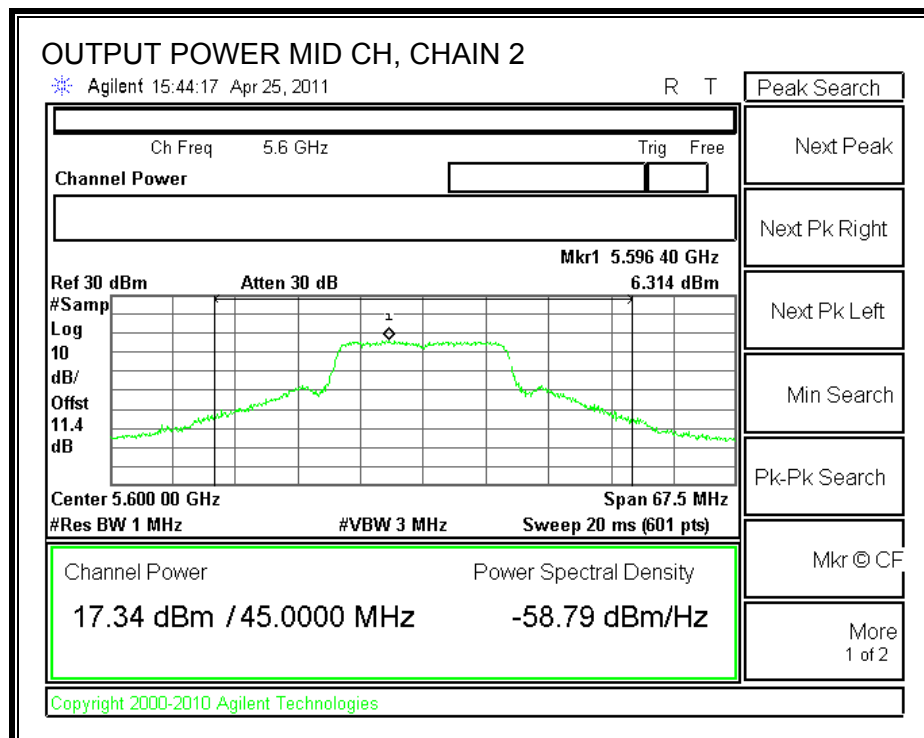 OUTPUT POWER MID CH, CHAIN 2
Agilent 15:44:17 Apr 25, 2011 R T
Peak Search
Ch Freq 5.6 GHz Trig Free
Channel Power
Mkr1 5.596 40 GHz
Ref 30 dBm Atten 30 dB 6.314 dBm
#Samp
Log
10
dB/
Offst
11.4
dB
1
Center 5.600 00 GHz Span 67.5 MHz
#Res BW 1 MHz #VBW 3 MHz Sweep 20 ms (601 pts)
Channel Power Power Spectral Density
17.34 dBm / 45.0000 MHz -58.79 dBm/Hz
Next Peak
Next Pk Right
Next Pk Left
Min Search
Pk-Pk Search
Mkr © CF
More
1 of 2
Copyright 2000-2010 Agilent Technologies